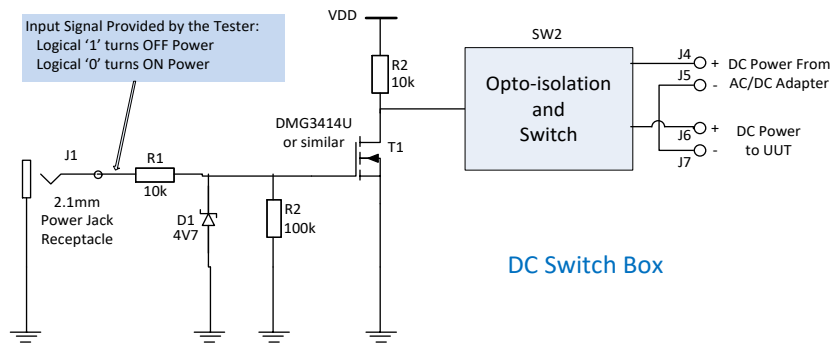 Input Signal Provided by the Tester:
Logical ‘1’ turns OFF Power
Logical ‘0’ turns ON Power
VDD
R2
10k
SW2
Opto-isolation
and
Switch
J4
+ DC Power From
J5
- AC/DC Adapter
+ DC Power
J6
to UUT
J7
-
DMG3414U
or similar
T1
J1
R1
10k
2.1mm
Power Jack
Receptacle
D1
4V7
R2
100k
DC Switch Box